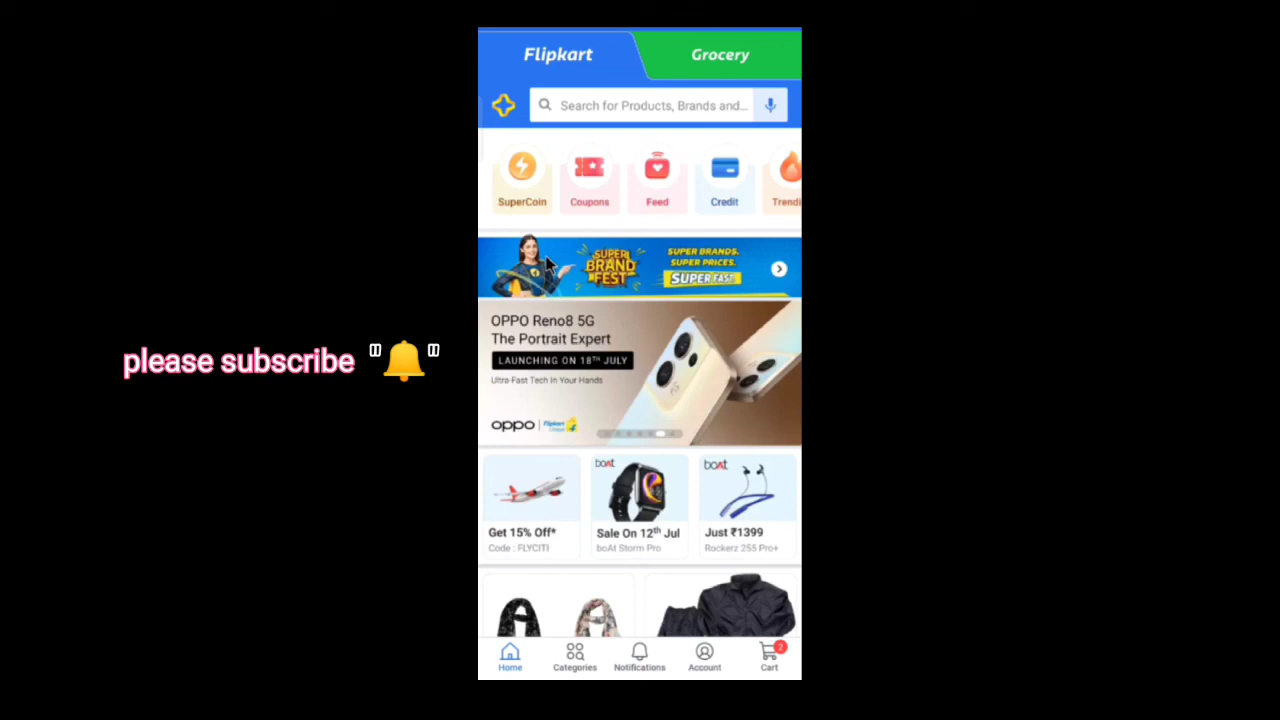 Flipkart
Grocery
Search for Products, Brands and...
SuperCoin
Coupons
Feed
Credit
Trendi
SUPER BRAND FEST
SUPER BRANDS.
SUPER PRICES.
SUPER FAST
OPPO Reno8 5G
The Portrait Expert
LAUNCHING ON 18TH JULY
Ultra-Fast Tech In Your Hands
oppo | Flipkart Unique
please subscribe "🔔"
boAt
boAt
Get 15% Off*
Sale On 12th Jul
Just ₹1399
Code : FLYCITI
boAt Storm Pro
Rockerz 255 Pro+
Home
Categories
Notifications
Account
Cart
2